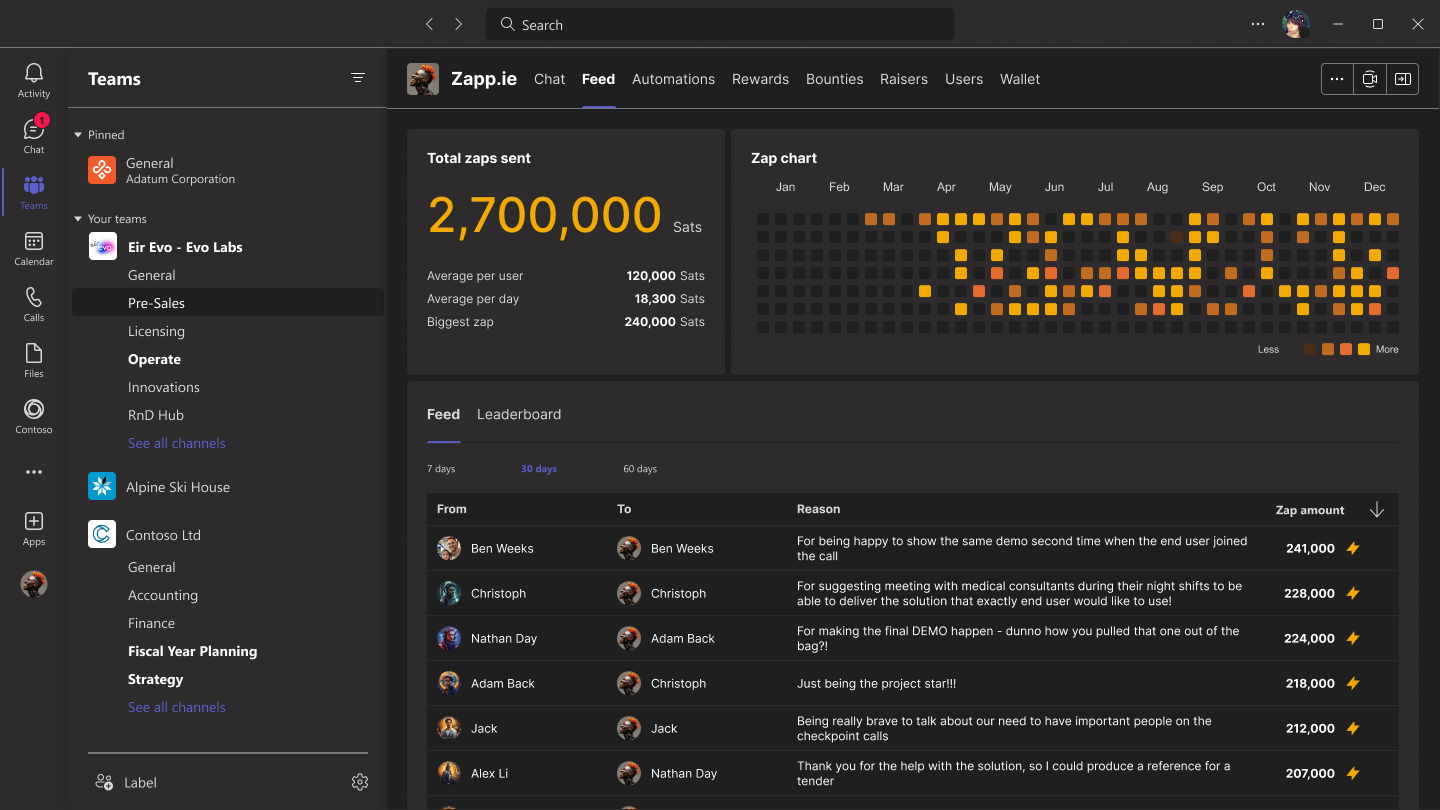 Search
Activity
1
Chat
Teams
Calendar
Calls
Files
Contoso
Apps
Teams
Pinned
General
Adatum Corporation
Your teams
Eir Evo - Evo Labs
General
Pre-Sales
Licensing
Operate
Innovations
RnD Hub
See all channels
Alpine Ski House
Contoso Ltd
General
Accounting
Finance
Fiscal Year Planning
Strategy
See all channels
Label
Zapp.ie Chat Feed Automations Rewards Bounties Raisers Users Wallet
Total zaps sent
2,700,000 Sats
Average per user 120,000 Sats
Average per day 18,300 Sats
Biggest zap 240,000 Sats
Zap chart
Jan Feb Mar Apr May Jun Jul Aug Sep Oct Nov Dec
Less More
Feed Leaderboard
7 days 30 days 60 days
From To Reason Zap amount
Ben Weeks Ben Weeks For being happy to show the same demo second time when the end user joined
the call 241,000
Christoph Christoph For suggesting meeting with medical consultants during their night shifts to be
able to deliver the solution that exactly end user would like to use! 228,000
Nathan Day Adam Back For making the final DEMO happen - dunno how you pulled that one out of the
bag?! 224,000
Adam Back Christoph Just being the project star!!! 218,000
Jack Jack Being really brave to talk about our need to have important people on the
checkpoint calls 212,000
Alex Li Nathan Day Thank you for the help with the solution, so I could produce a reference for a
tender 207,000